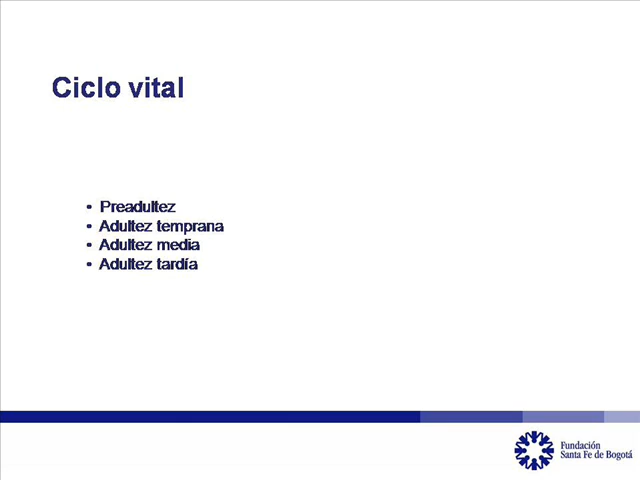 Ciclo vital
• Preadultez
• Adultez temprana
• Adultez media
• Adultez tardía
Fundación
Santa Fe de Bogotá